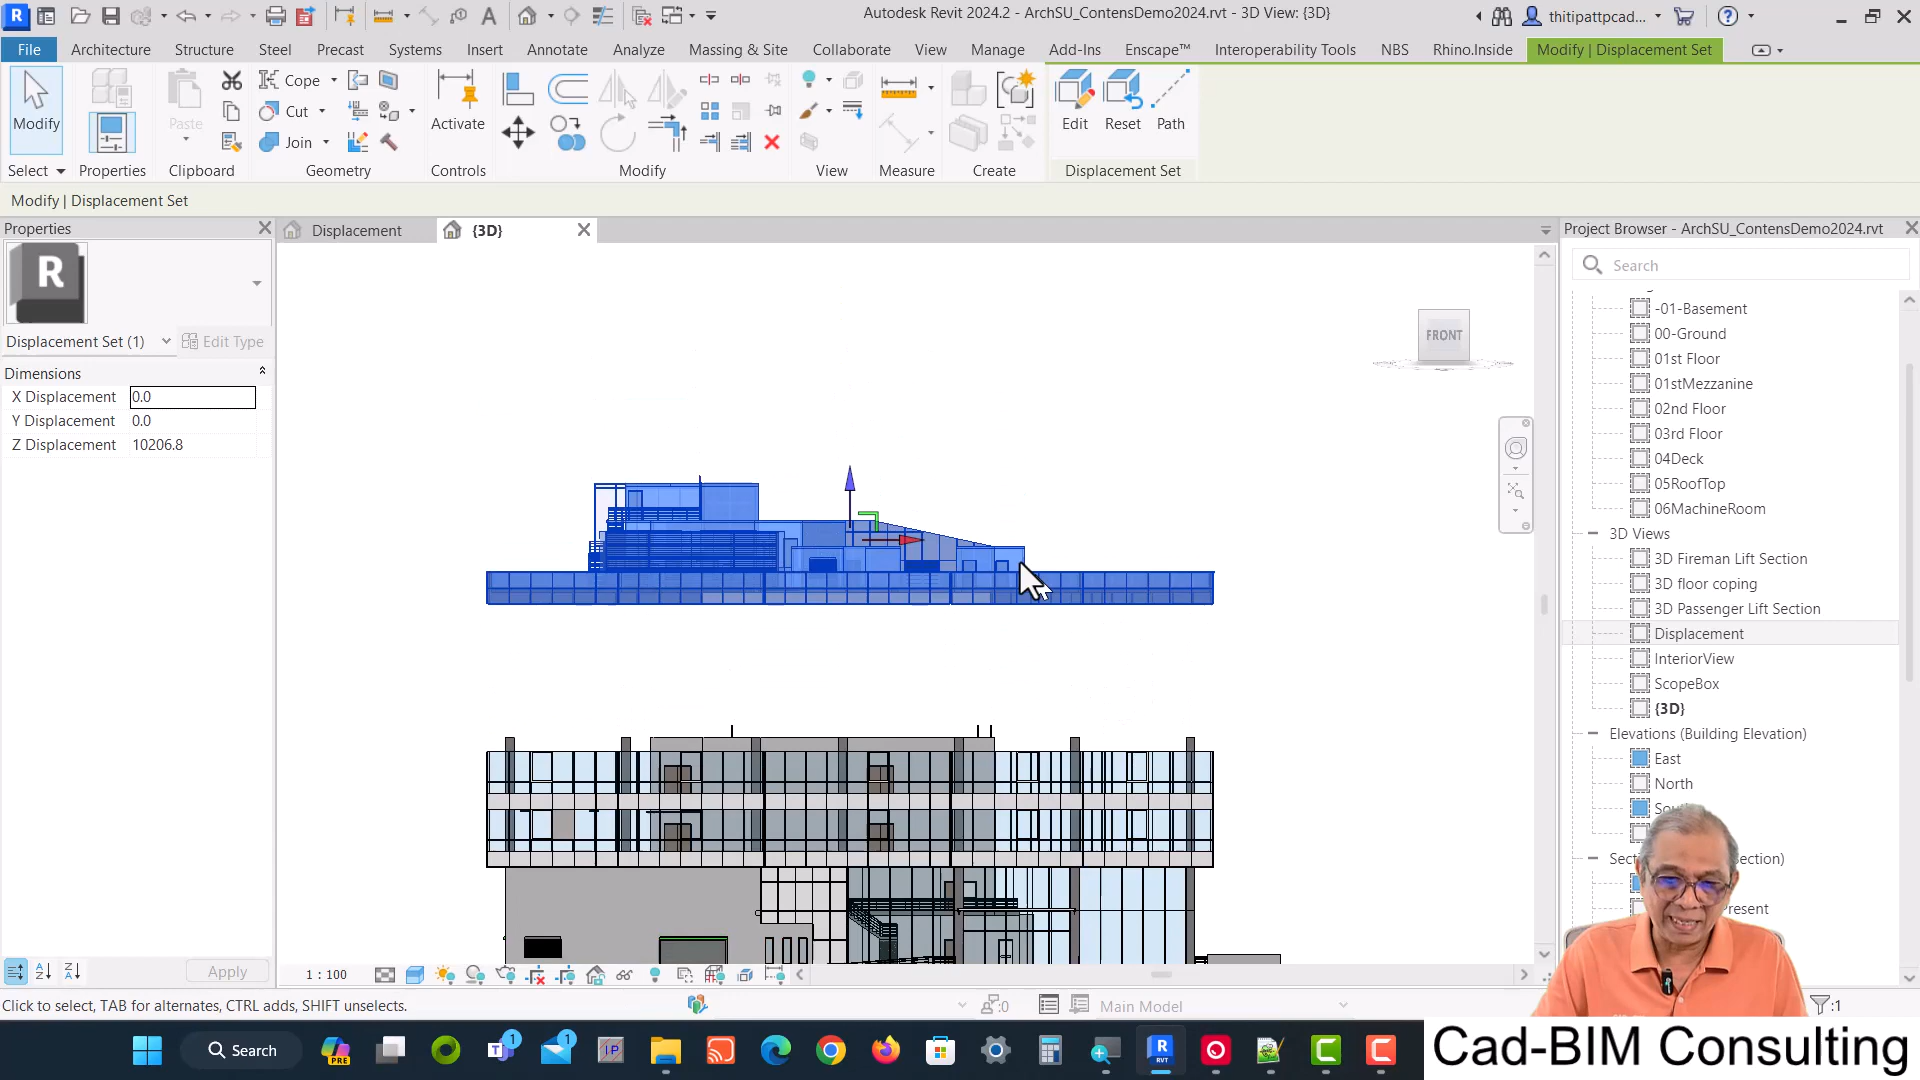 Autodesk Revit 2024.2 - ArchSU_ContensDemo2024.rvt - 3D View: {3D}
thitipattpcad...
File Architecture Structure Steel Precast Systems Insert Annotate Analyze Massing & Site Collaborate View Manage Add-Ins Enscape™ Interoperability Tools NBS Rhino.Inside Modify | Displacement Set
Modify
Paste
Cope
Cut
Join
Activate
Edit Reset Path
Select Properties Clipboard Geometry Controls Modify View Measure Create Displacement Set
Modify | Displacement Set
Properties
Displacement {3D}
Project Browser - ArchSU_ContensDemo2024.rvt
R
Search
Displacement Set (1) Edit Type
Dimensions
X Displacement 0.0
Y Displacement 0.0
Z Displacement 10206.8
FRONT
-01-Basement
00-Ground
01st Floor
01stMezzanine
02nd Floor
03rd Floor
04Deck
05RoofTop
06MachineRoom
3D Views
3D Fireman Lift Section
3D floor coping
3D Passenger Lift Section
Displacement
InteriorView
ScopeBox
{3D}
Elevations (Building Elevation)
East
North
Apply
1 : 100
Click to select, TAB for alternates, CTRL adds, SHIFT unselects.
:0
Main Model
:1
Search
PRE
1
1
IP
R
RVT
Cad-BIM Consulting